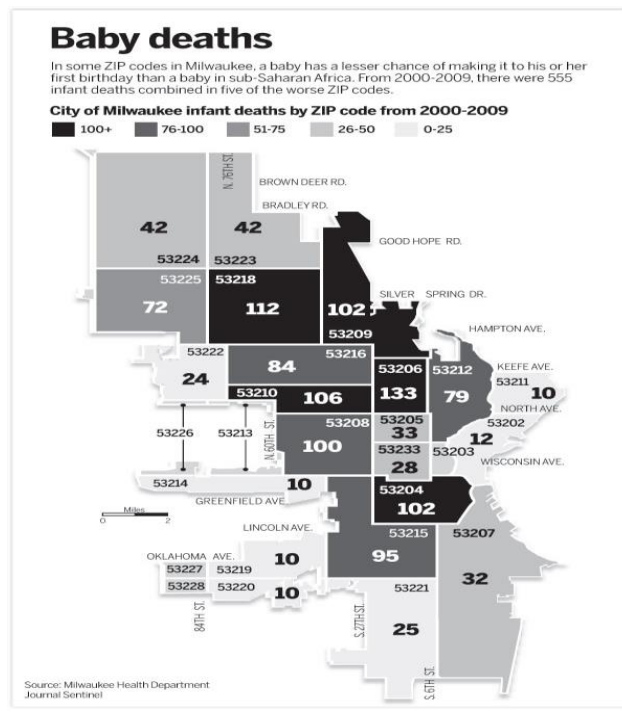 Baby deaths
In some ZIP codes in Milwaukee, a baby has a lesser chance of making it to his or her
first birthday than a baby in sub-Saharan Africa. From 2000-2009, there were 555
infant deaths combined in five of the worse ZIP codes.
City of Milwaukee infant deaths by ZIP code from 2000-2009
100+ 76-100 51-75 26-50 0-25
N. 76TH ST.
BROWN DEER RD.
BRADLEY RD.
42 42
GOOD HOPE RD.
53224 53223
53225 53218
SILVER SPRING DR.
72 112 102
53209
HAMPTON AVE.
53222 53216
84
53206 53212
KEEFE AVE.
24
53211
53210 106 133 79 10
NORTH AVE.
53208 53205 53202
33 12
53226 53213
N. 60TH ST.
100
53233 53203
28
WISCONSIN AVE.
53214 10
53204
GREENFIELD AVE.
102
Miles
0 2
LINCOLN AVE.
53215 53207
95
OKLAHOMA AVE.
10
53227 53219
32
53228 53220 10
53221
84TH ST.
S. 27TH ST.
25
S. 6TH ST.
Source: Milwaukee Health Department
Journal Sentinel